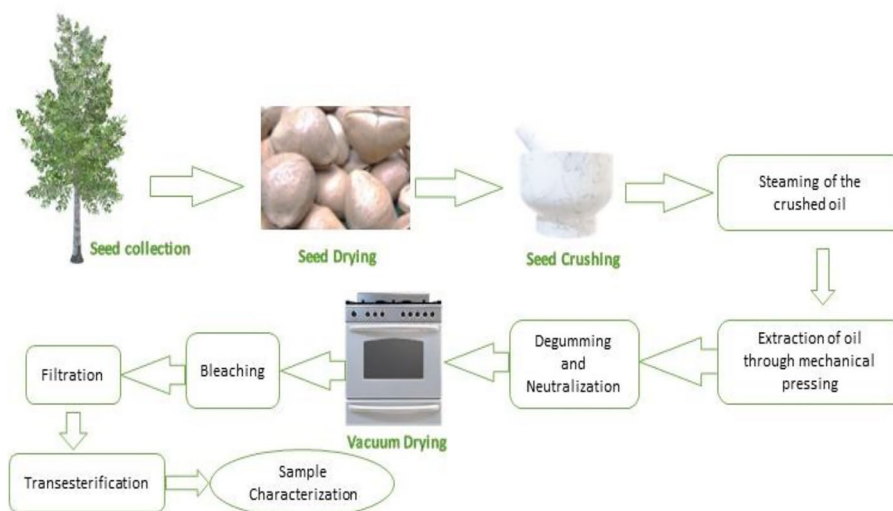 Seed collection
Seed Drying
Seed Crushing
Steaming of the
crushed oil
Extraction of oil
through mechanical
pressing
Degumming
and
Neutralization
Vacuum Drying
Bleaching
Filtration
Transesterification
Sample
Characterization